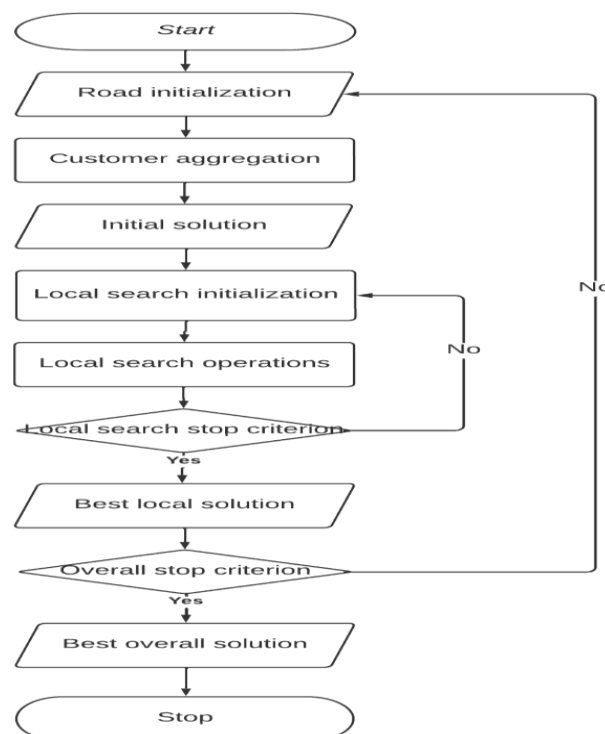 Start
Road initialization
Customer aggregation
Initial solution
Local search initialization
Local search operations
No
Local search stop criterion
Yes
Best local solution
Overall stop criterion
No
Yes
Best overall solution
Stop